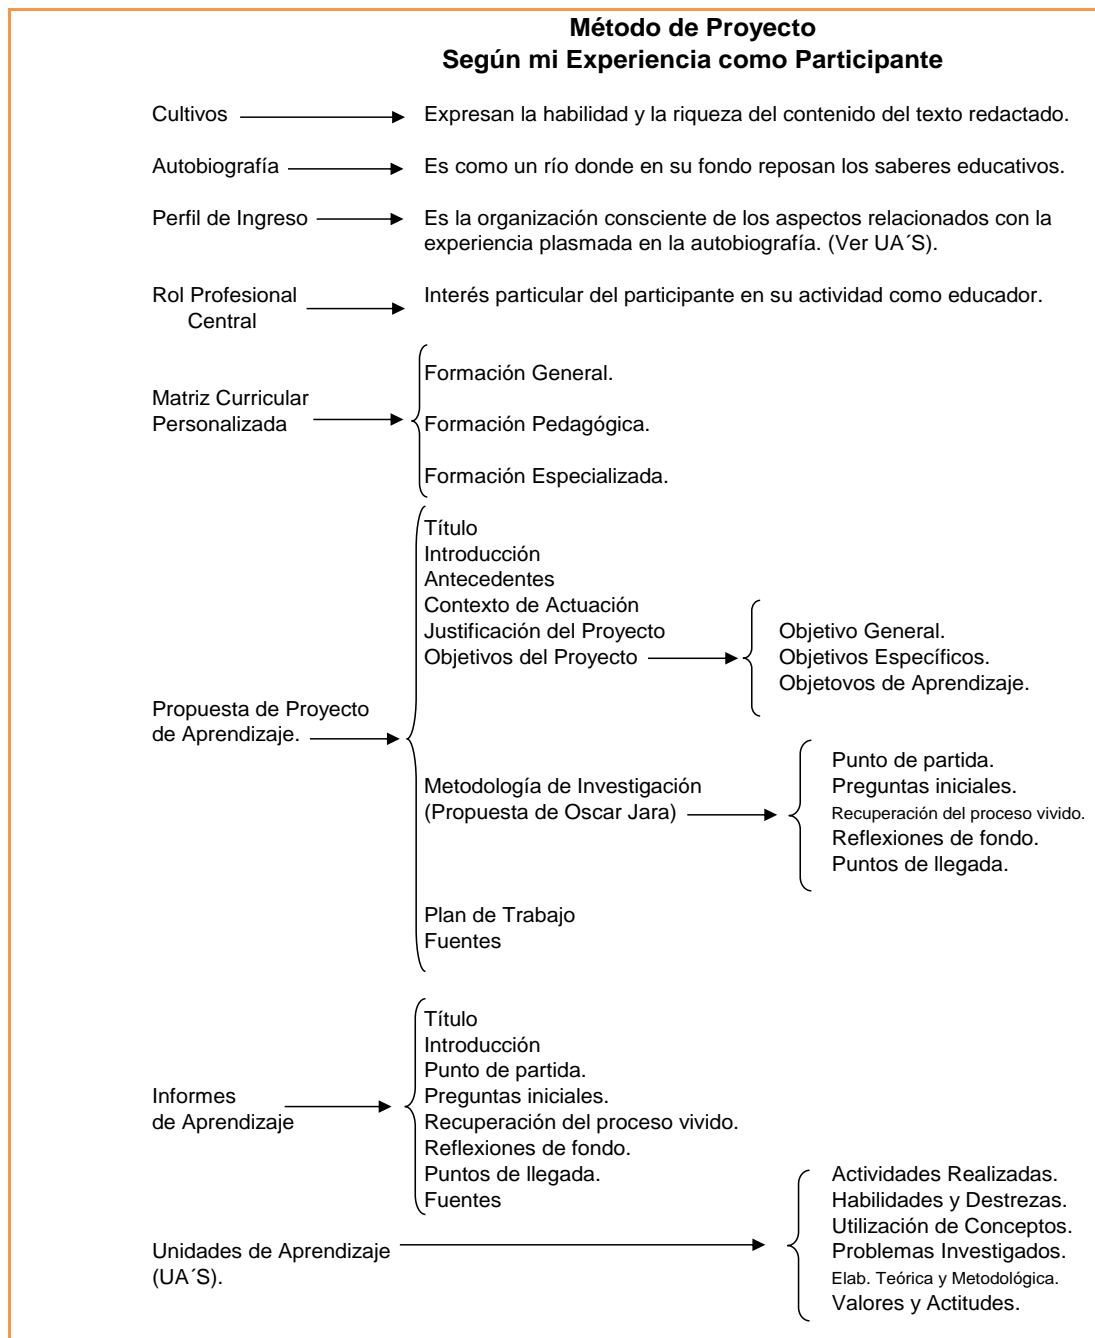 Método de Proyecto
Según mi Experiencia como Participante
Cultivos
Expresan la habilidad y la riqueza del contenido del texto redactado.
Autobiografía
Es como un río donde en su fondo reposan los saberes educativos.
Perfil de Ingreso
Es la organización consciente de los aspectos relacionados con la
experiencia plasmada en la autobiografía. (Ver UA´S).
Rol Profesional
Central
Interés particular del participante en su actividad como educador.
Matriz Curricular
Personalizada
Formación General.
Formación Pedagógica.
Formación Especializada.
Propuesta de Proyecto
de Aprendizaje.
Título
Introducción
Antecedentes
Contexto de Actuación
Justificación del Proyecto
Objetivos del Proyecto
Objetivo General.
Objetivos Específicos.
Objetovos de Aprendizaje.
Metodología de Investigación
(Propuesta de Oscar Jara)
Punto de partida.
Preguntas iniciales.
Recuperación del proceso vivido.
Reflexiones de fondo.
Puntos de llegada.
Plan de Trabajo
Fuentes
Informes
de Aprendizaje
Título
Introducción
Punto de partida.
Preguntas iniciales.
Recuperación del proceso vivido.
Reflexiones de fondo.
Puntos de llegada.
Fuentes
Unidades de Aprendizaje
(UA´S).
Actividades Realizadas.
Habilidades y Destrezas.
Utilización de Conceptos.
Problemas Investigados.
Elab. Teórica y Metodológica.
Valores y Actitudes.